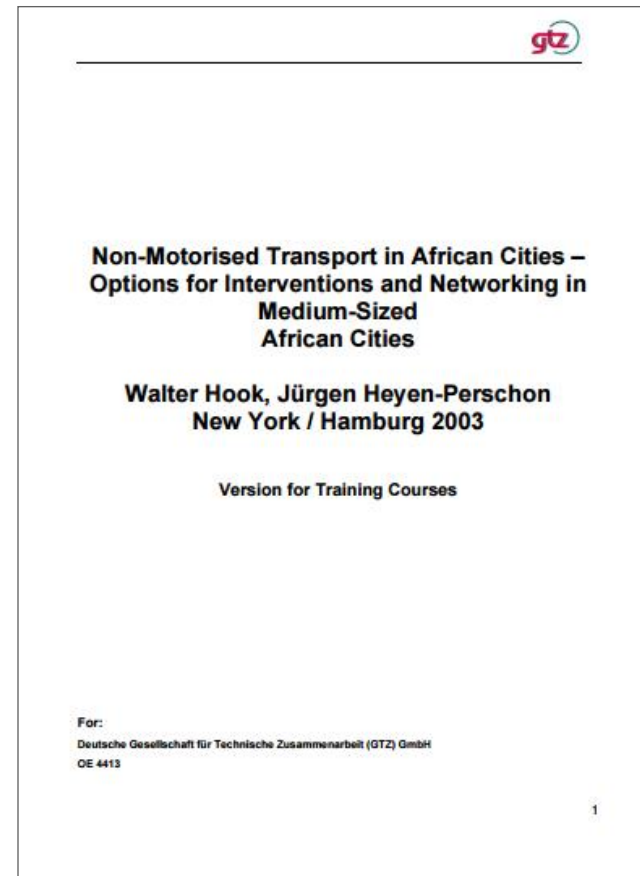 gtz
Non-Motorised Transport in African Cities –
Options for Interventions and Networking in
Medium-Sized
African Cities
Walter Hook, Jürgen Heyen-Perschon
New York / Hamburg 2003
Version for Training Courses
For:
Deutsche Gesellschaft für Technische Zusammenarbeit (GTZ) GmbH
OE 4413
1